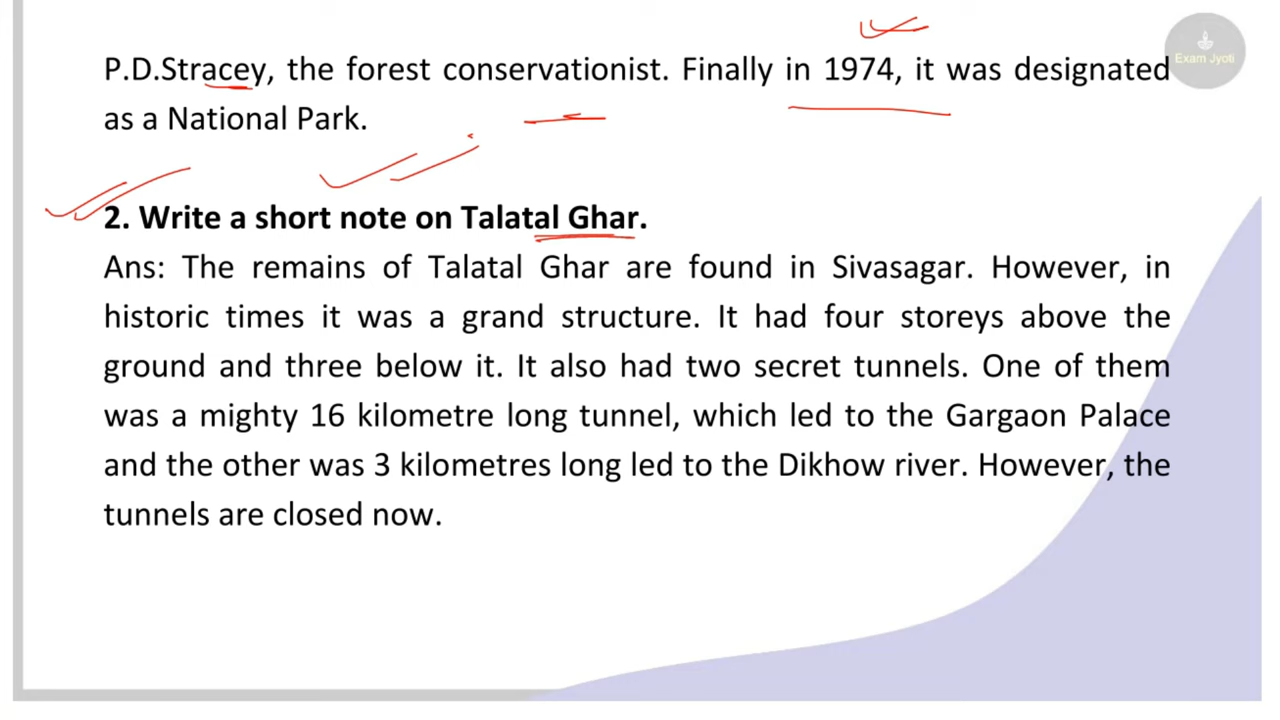 Exam Jyoti
P.D.Stracey, the forest conservationist. Finally in 1974, it was designated
as a National Park.
2. Write a short note on Talatal Ghar.
Ans: The remains of Talatal Ghar are found in Sivasagar. However, in
historic times it was a grand structure. It had four storeys above the
ground and three below it. It also had two secret tunnels. One of them
was a mighty 16 kilometre long tunnel, which led to the Gargaon Palace
and the other was 3 kilometres long led to the Dikhow river. However, the
tunnels are closed now.